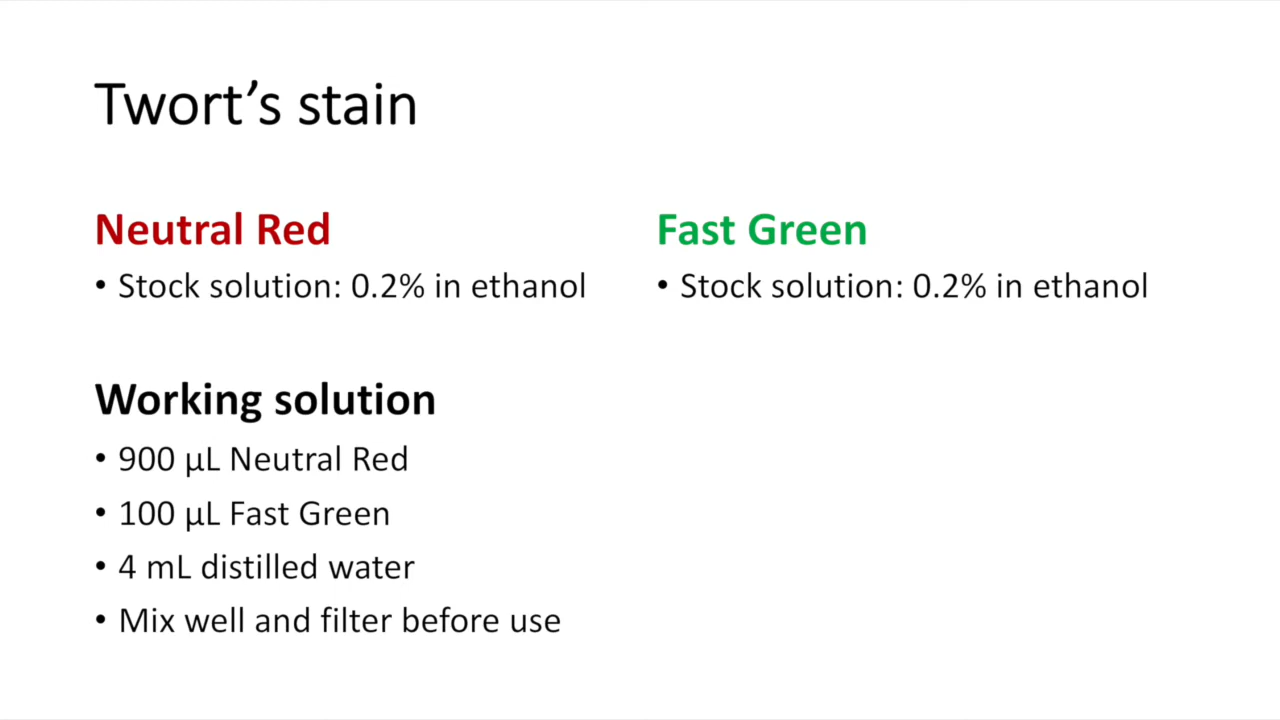 Twort’s stain
Neutral Red
• Stock solution: 0.2% in ethanol
Fast Green
• Stock solution: 0.2% in ethanol
Working solution
• 900 µL Neutral Red
• 100 µL Fast Green
• 4 mL distilled water
• Mix well and filter before use